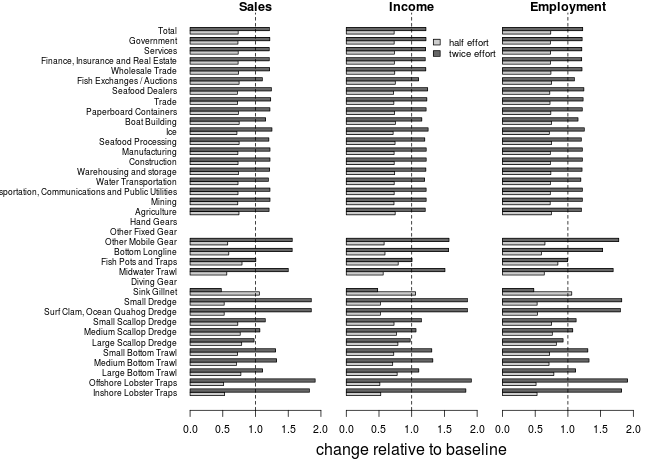 Sales Income Employment
Total
Government
Services
Finance, Insurance and Real Estate
Wholesale Trade
Fish Exchanges / Auctions
Seafood Dealers
Trade
Paperboard Containers
Boat Building
Ice
Seafood Processing
Manufacturing
Construction
Warehousing and storage
Water Transportation
sportation, Communications and Public Utilities
Mining
Agriculture
Hand Gears
Other Fixed Gear
Other Mobile Gear
Bottom Longline
Fish Pots and Traps
Midwater Trawl
Diving Gear
Sink Gillnet
Small Dredge
Surf Clam, Ocean Quahog Dredge
Small Scallop Dredge
Medium Scallop Dredge
Large Scallop Dredge
Small Bottom Trawl
Medium Bottom Trawl
Large Bottom Trawl
Offshore Lobster Traps
Inshore Lobster Traps
half effort
twice effort
0.0 0.5 1.0 1.5 2.0 0.0 0.5 1.0 1.5 2.0 0.0 0.5 1.0 1.5 2.0
change relative to baseline